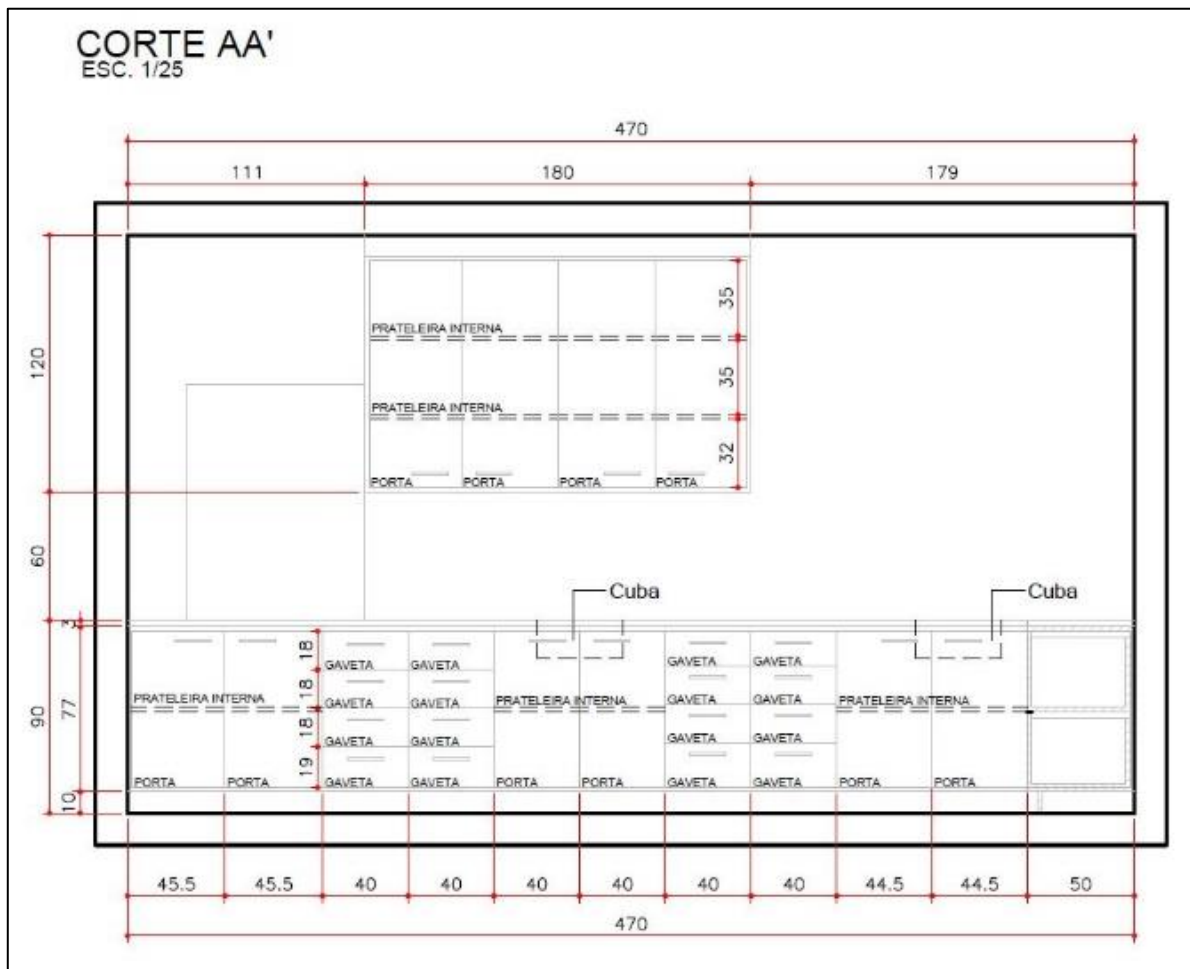 CORTE AA'
ESC. 1/25
470
111 180 179
35
PRATELEIRA INTERNA
120
35
PRATELEIRA INTERNA
32
PORTA PORTA PORTA PORTA
60
Cuba Cuba
3
18
GAVETA GAVETA GAVETA GAVETA
18
PRATELEIRA INTERNA PRATELEIRA INTERNA PRATELEIRA INTERNA
GAVETA GAVETA GAVETA GAVETA
90 77
18
GAVETA GAVETA GAVETA GAVETA
19
PORTA PORTA GAVETA GAVETA PORTA PORTA GAVETA GAVETA PORTA PORTA
10
45.5 45.5 40 40 40 40 40 40 44.5 44.5 50
470